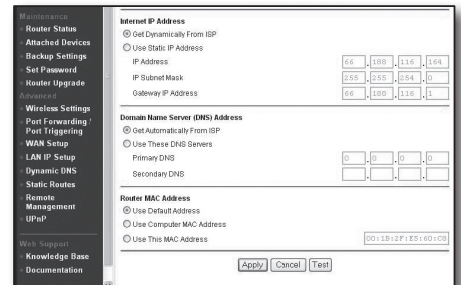 Maintenance
Router Status
Attached Devices
Backup Settings
Set Password
Router Upgrade
Advanced
Wireless Settings
Port Forwarding /
Port Triggering
WAN Setup
LAN IP Setup
Dynamic DNS
Static Routes
Remote
Management
UPnP
Web Support
Knowledge Base
Documentation
Internet IP Address
Get Dynamically From ISP
Use Static IP Address
IP Address 66 . 188 . 116 . 164
IP Subnet Mask 255 . 255 . 254 . 0
Gateway IP Address 66 . 188 . 116 . 1
Domain Name Server (DNS) Address
Get Automatically From ISP
Use These DNS Servers
Primary DNS 0 . 0 . 0 . 0
Secondary DNS . . .
Router MAC Address
Use Default Address
Use Computer MAC Address
Use This MAC Address 00:1B:2F:E5:60:C8
Apply Cancel Test